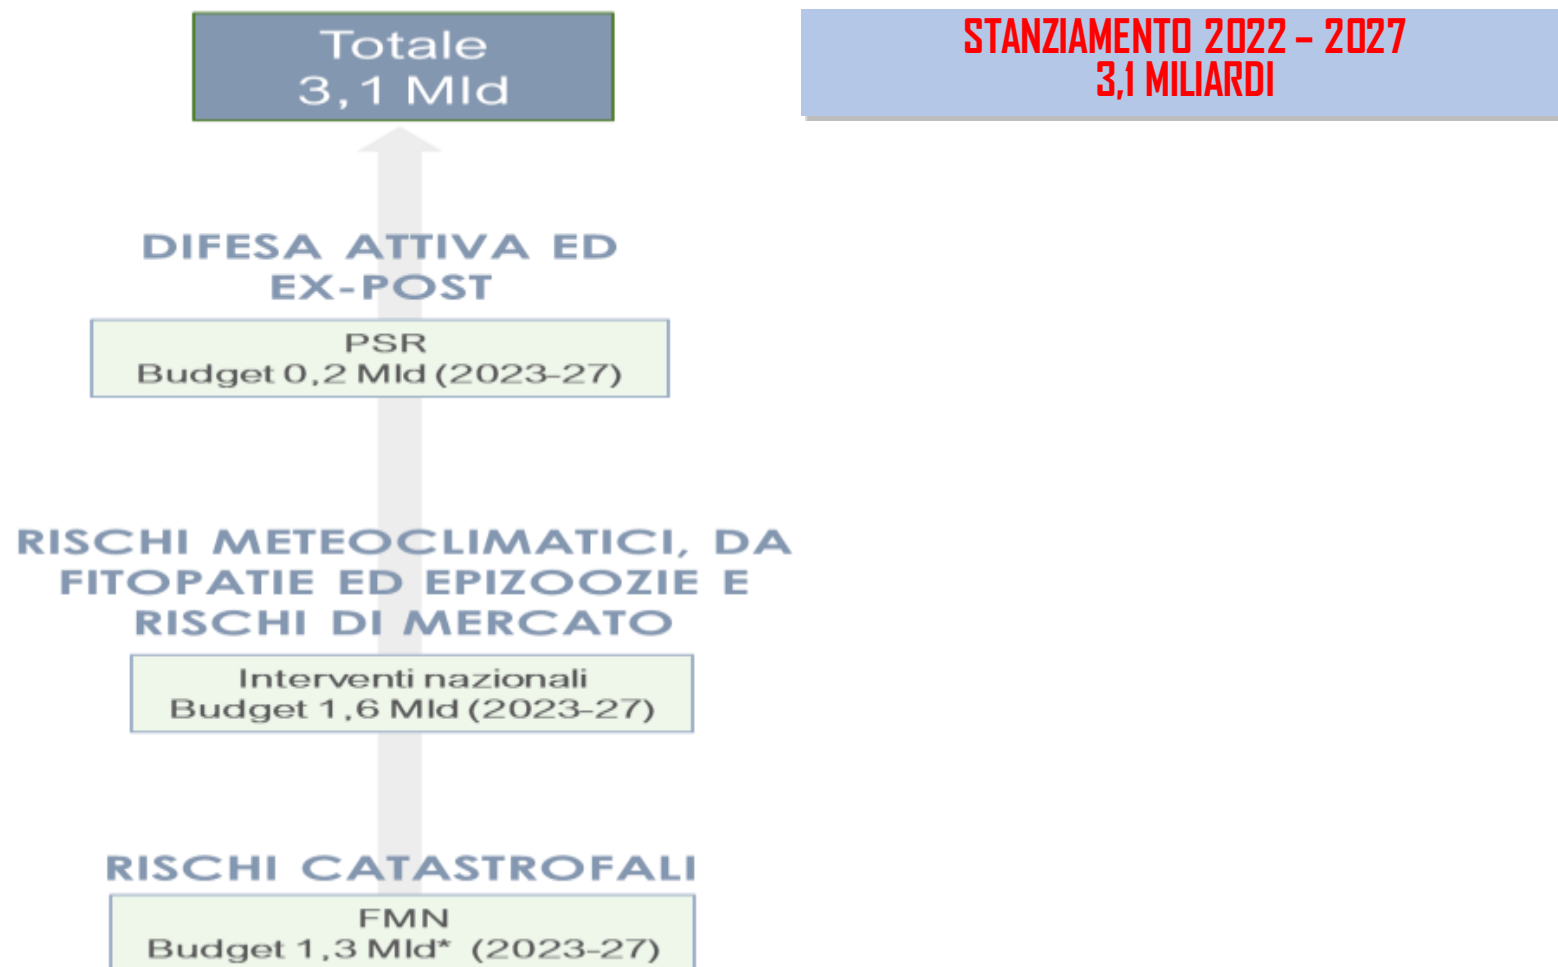 Totale
3,1 Mld
STANZIAMENTO 2022 – 2027
3,1 MILIARDI
DIFESA ATTIVA ED
EX-POST
PSR
Budget 0,2 Mld (2023-27)
RISCHI METEOCLIMATICI, DA
FITOPATIE ED EPIZOOZIE E
RISCHI DI MERCATO
Interventi nazionali
Budget 1,6 Mld (2023-27)
RISCHI CATASTROFALI
FMN
Budget 1,3 Mld* (2023-27)